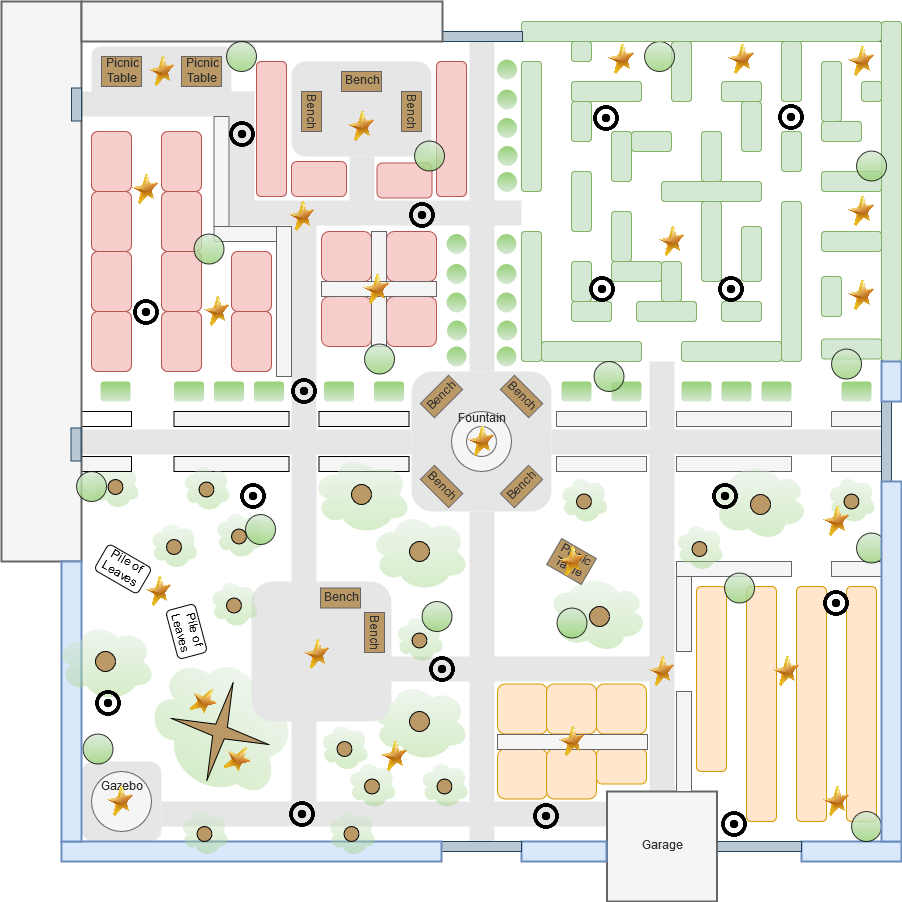 Picnic
Table
Picnic
Table
Bench
Bench
Bench
Bench
Bench
Fountain
Bench
Bench
Pile of
Leaves
Picnic
Table
Bench
Bench
Pile of
Leaves
Gazebo
Garage